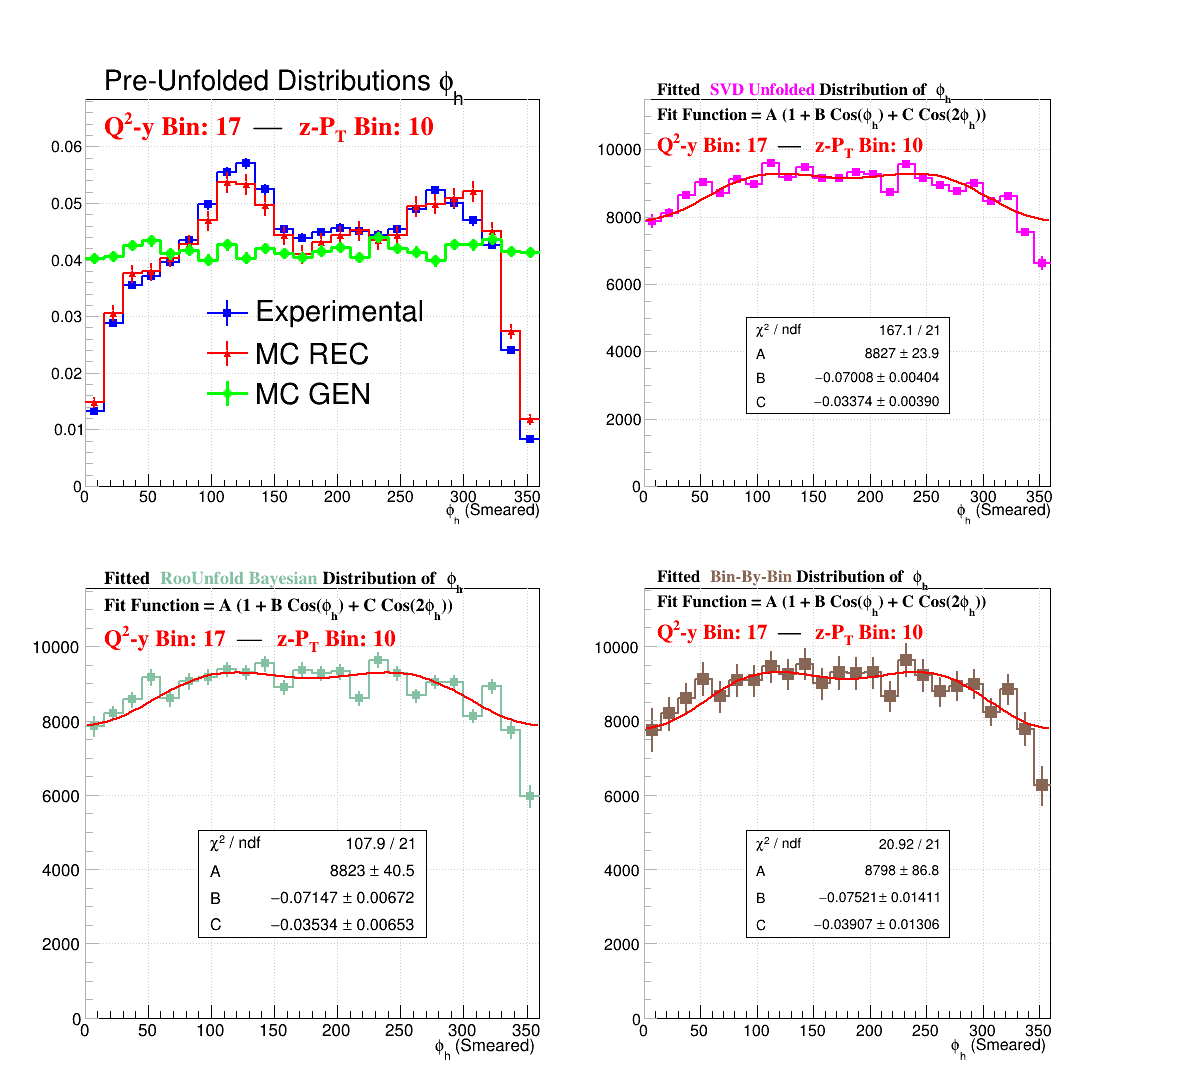 Pre-Unfolded Distributions ϕh
Q²-y Bin: 17 — z-PT Bin: 10
0.06
0.05
0.04
0.03
0.02
0.01
0
Experimental
MC REC
MC GEN
0 50 100 150 200 250 300 350
ϕh (Smeared)
Fitted SVD Unfolded Distribution of ϕh
Fit Function = A (1 + B Cos(ϕh) + C Cos(2ϕh))
Q²-y Bin: 17 — z-PT Bin: 10
10000
8000
6000
4000
2000
0
χ² / ndf 167.1 / 21
A 8827 ± 23.9
B −0.07008 ± 0.00404
C −0.03374 ± 0.00390
0 50 100 150 200 250 300 350
ϕh (Smeared)
Fitted RooUnfold Bayesian Distribution of ϕh
Fit Function = A (1 + B Cos(ϕh) + C Cos(2ϕh))
Q²-y Bin: 17 — z-PT Bin: 10
10000
8000
6000
4000
2000
0
χ² / ndf 107.9 / 21
A 8823 ± 40.5
B −0.07147 ± 0.00672
C −0.03534 ± 0.00653
0 50 100 150 200 250 300 350
ϕh (Smeared)
Fitted Bin-By-Bin Distribution of ϕh
Fit Function = A (1 + B Cos(ϕh) + C Cos(2ϕh))
Q²-y Bin: 17 — z-PT Bin: 10
10000
8000
6000
4000
2000
0
χ² / ndf 20.92 / 21
A 8798 ± 86.8
B −0.07521 ± 0.01411
C −0.03907 ± 0.01306
0 50 100 150 200 250 300 350
ϕh (Smeared)